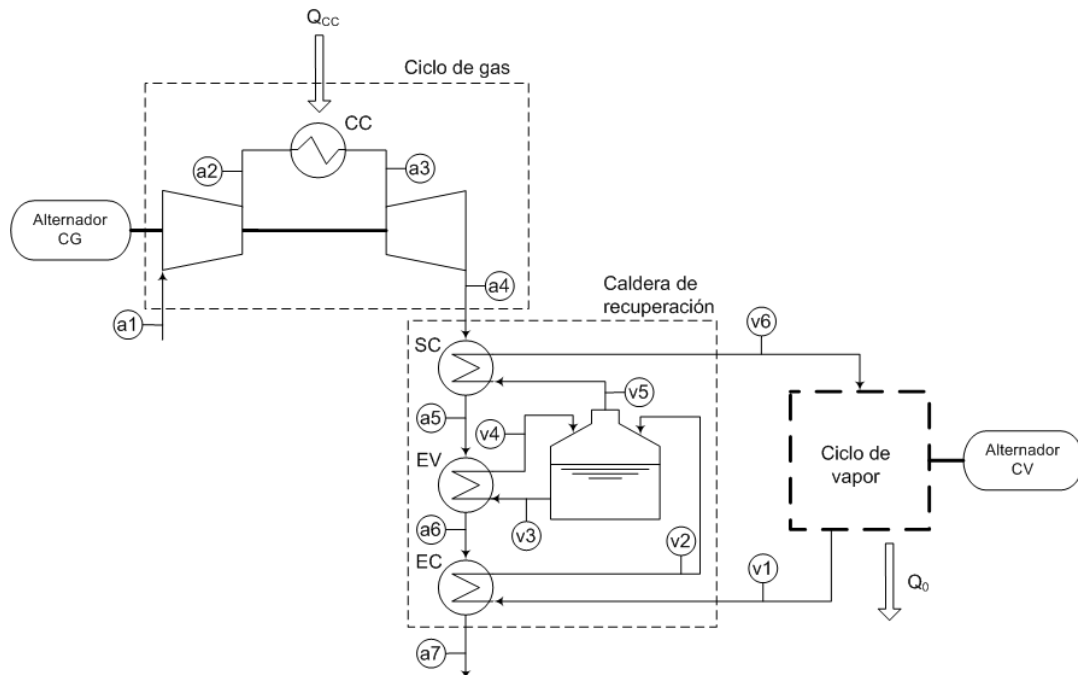 Q_CC
Ciclo de gas
CC
a2
a3
Alternador
CG
a4
a1
Caldera de
recuperación
SC
v6
v5
a5
v4
EV
Ciclo de
vapor
Alternador
CV
v3
a6
v2
EC
v1
Q_0
a7